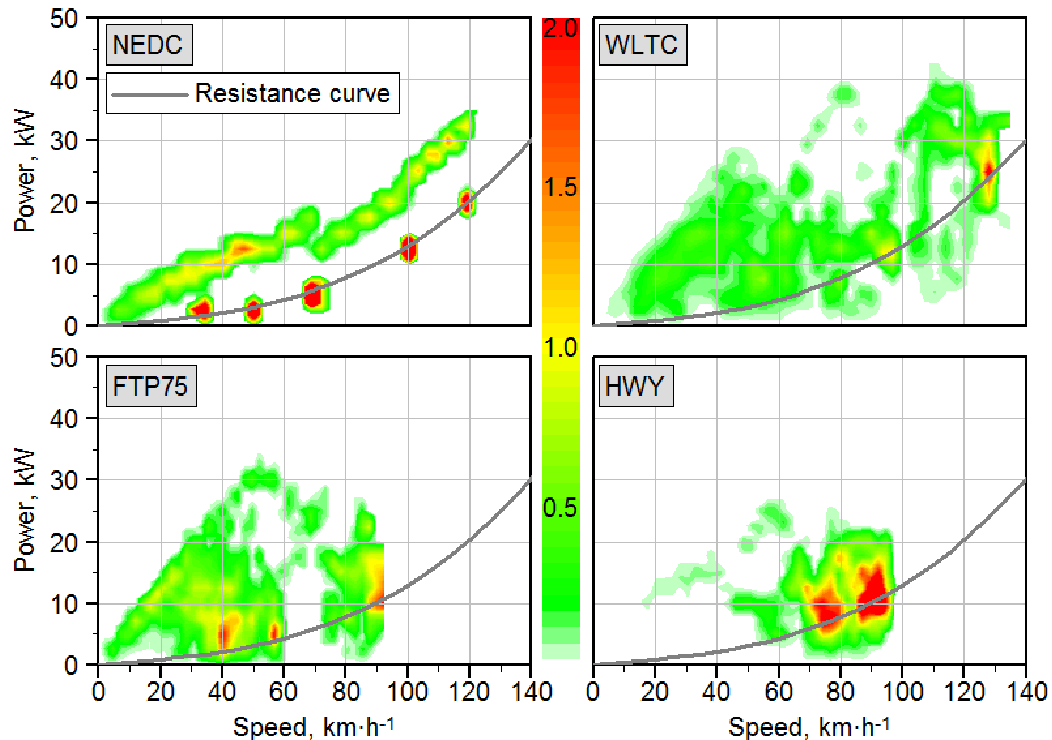 50 NEDC 2.0 WLTC
Resistance curve
40
30
1.5
20
10
0
Power, kW
1.0
50 FTP75 HWY
40
30
0.5
20
10
0
Power, kW
0 20 40 60 80 100 120 140 0 20 40 60 80 100 120 140
Speed, km·h⁻¹ Speed, km·h⁻¹